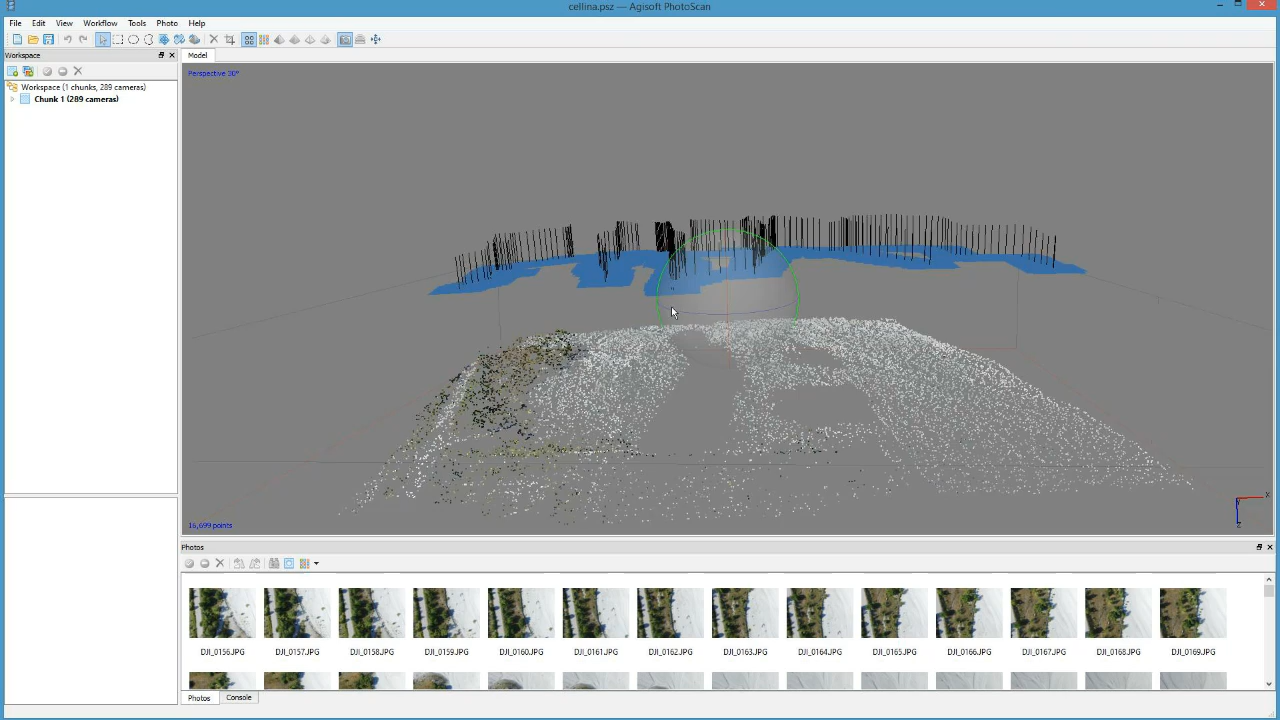 cellina.psz — Agisoft PhotoScan
File Edit View Workflow Tools Photo Help
Workspace
Model
Workspace (1 chunks, 289 cameras)
Chunk 1 (289 cameras)
Perspective 30°
X
Z
16,699 points
Photos
DJI_0156.JPG DJI_0157.JPG DJI_0158.JPG DJI_0159.JPG DJI_0160.JPG DJI_0161.JPG DJI_0162.JPG DJI_0163.JPG DJI_0164.JPG DJI_0165.JPG DJI_0166.JPG DJI_0167.JPG DJI_0168.JPG DJI_0169.JPG
Photos Console